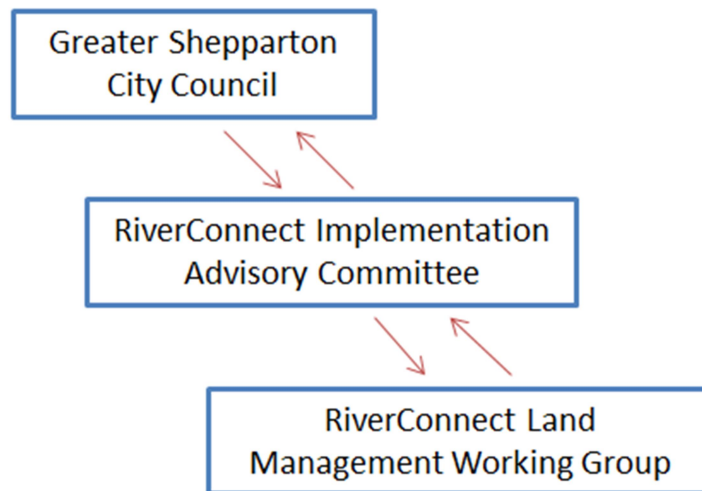 Greater Shepparton
City Council
RiverConnect Implementation
Advisory Committee
RiverConnect Land
Management Working Group